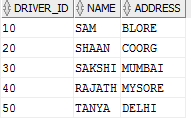 DRIVER_ID NAME ADDRESS
10 SAM BLORE
20 SHAAN COORG
30 SAKSHI MUMBAI
40 RAJATH MYSORE
50 TANYA DELHI